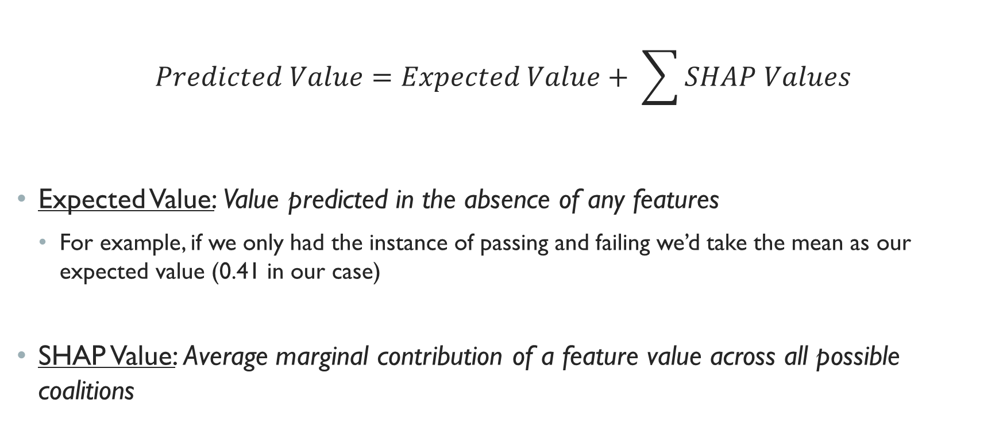 Predicted Value = Expected Value + ∑ SHAP Values
• Expected Value: Value predicted in the absence of any features
• For example, if we only had the instance of passing and failing we’d take the mean as our
expected value (0.41 in our case)
• SHAP Value: Average marginal contribution of a feature value across all possible
coalitions